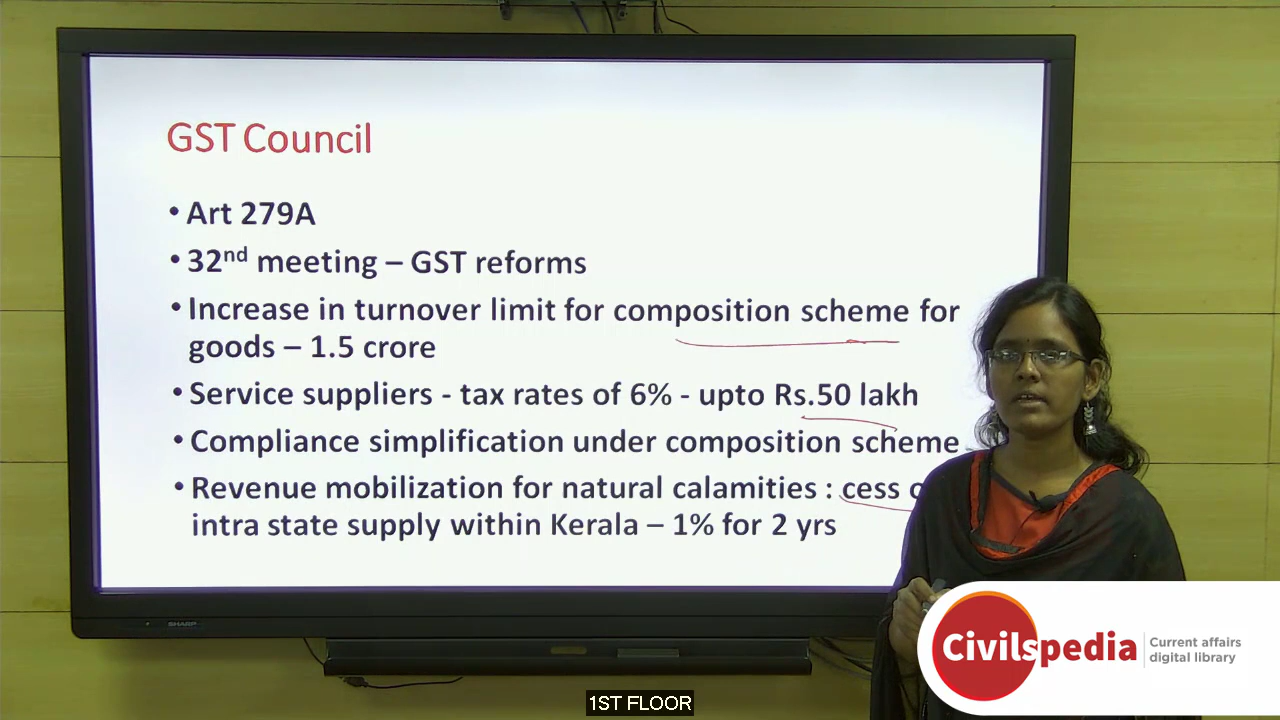 GST Council
• Art 279A
• 32nd meeting – GST reforms
• Increase in turnover limit for composition scheme for
goods – 1.5 crore
• Service suppliers - tax rates of 6% - upto Rs.50 lakh
• Compliance simplification under composition scheme
• Revenue mobilization for natural calamities : cess
intra state supply within Kerala – 1% for 2 yrs
SHARP
Civilspedia
Current affairs
digital library
1ST FLOOR